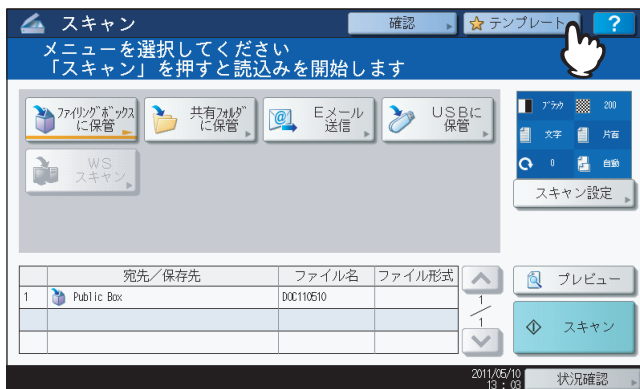 スキャン
確認
テンプレート
?
メニューを選択してください
「スキャン」を押すと読込みを開始します
ファイリングボックス
に保管
共有フォルダ
に保管
Eメール
送信
USBに
保管
WS
スキャン
ブラック
200
文字
片面
0
自動
スキャン設定
宛先/保存先
ファイル名
ファイル形式
1
Public Box
DOC110510
1
1
プレビュー
スキャン
2011/05/10
13:03
状況確認